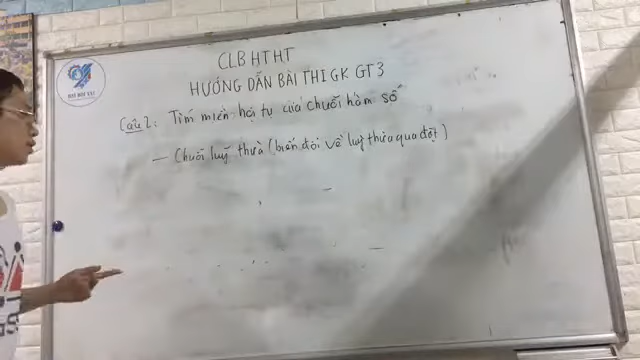 CLB HTHT
HƯỚNG DẪN BÀI THI GK GT3
Câu 2: Tìm miền hội tụ của chuỗi hàm số
- Chuỗi luỹ thừa (biến đổi về luỹ thừa qua đặt)